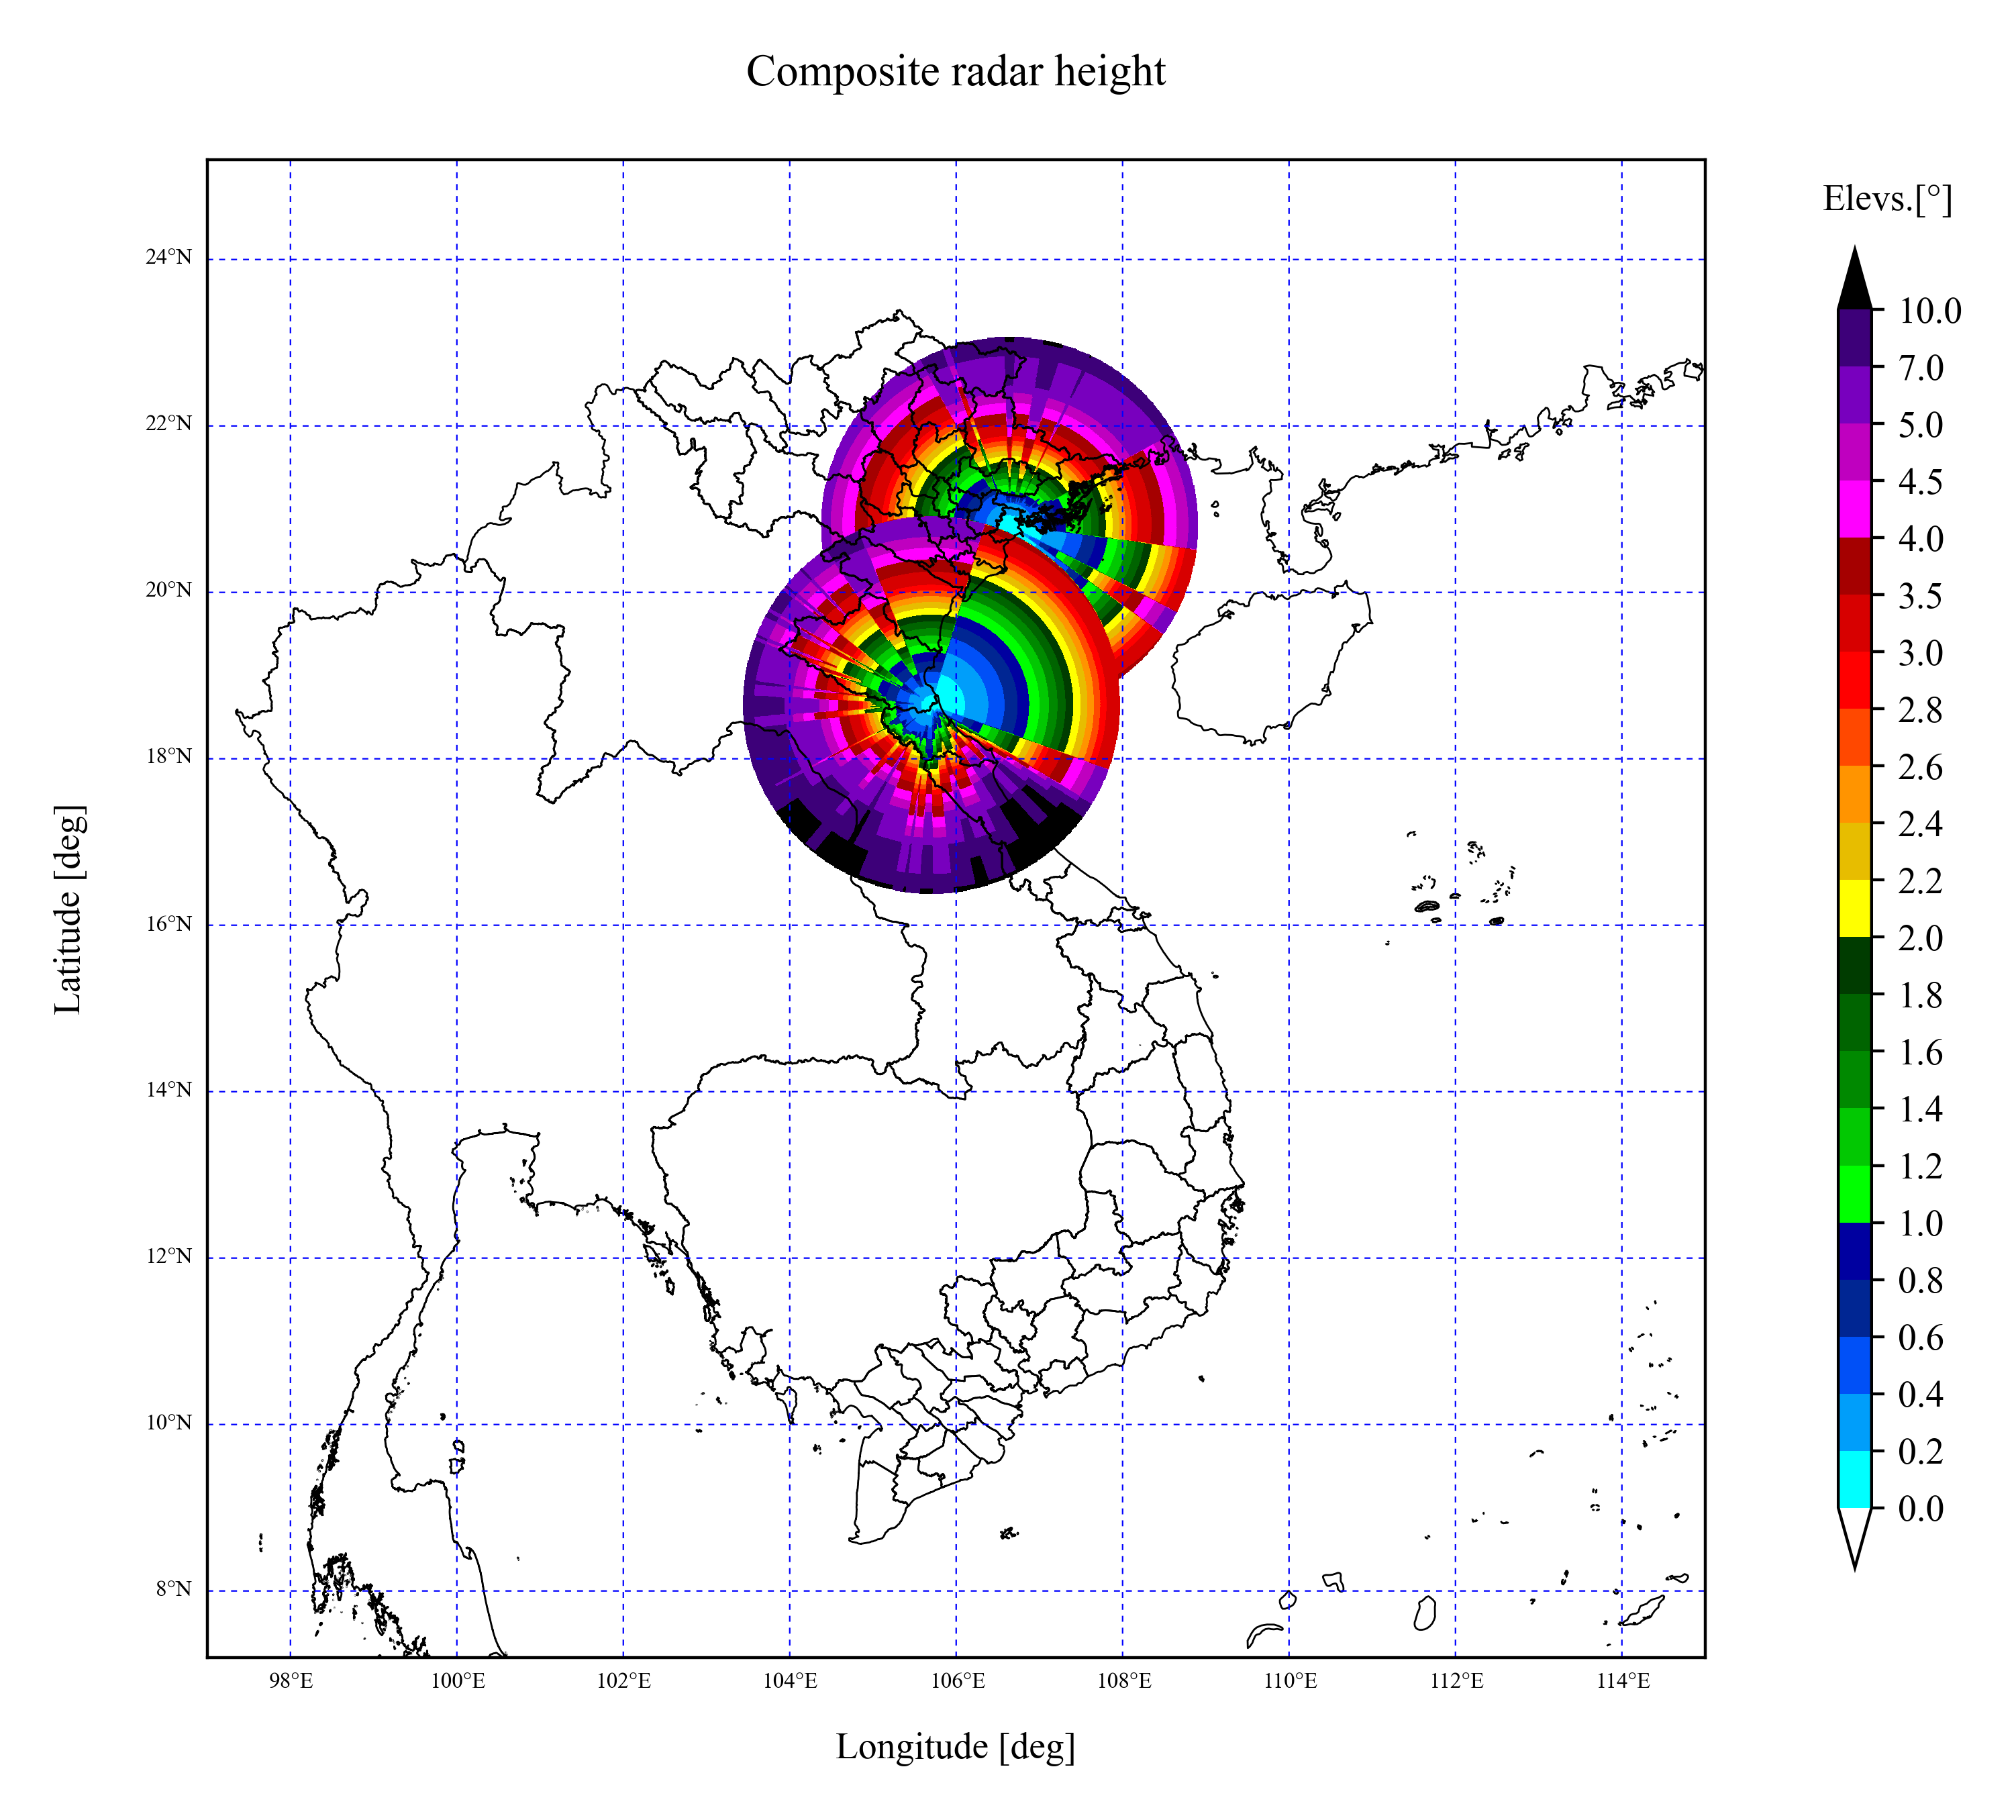 Composite radar height
Elevs.[°]
10.0
7.0
5.0
4.5
4.0
3.5
3.0
2.8
2.6
2.4
2.2
2.0
1.8
1.6
1.4
1.2
1.0
0.8
0.6
0.4
0.2
0.0
Latitude [deg]
24°N
22°N
20°N
18°N
16°N
14°N
12°N
10°N
8°N
98°E 100°E 102°E 104°E 106°E 108°E 110°E 112°E 114°E
Longitude [deg]